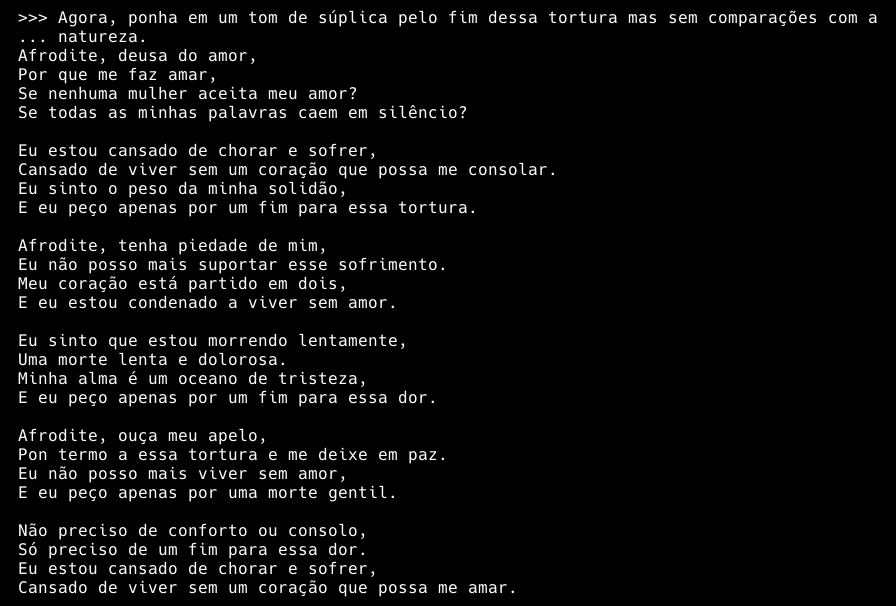 >>> Agora, ponha em um tom de súplica pelo fim dessa tortura mas sem comparações com a
... natureza.
Afrodite, deusa do amor,
Por que me faz amar,
Se nenhuma mulher aceita meu amor?
Se todas as minhas palavras caem em silêncio?

Eu estou cansado de chorar e sofrer,
Cansado de viver sem um coração que possa me consolar.
Eu sinto o peso da minha solidão,
E eu peço apenas por um fim para essa tortura.

Afrodite, tenha piedade de mim,
Eu não posso mais suportar esse sofrimento.
Meu coração está partido em dois,
E eu estou condenado a viver sem amor.

Eu sinto que estou morrendo lentamente,
Uma morte lenta e dolorosa.
Minha alma é um oceano de tristeza,
E eu peço apenas por um fim para essa dor.

Afrodite, ouça meu apelo,
Pon termo a essa tortura e me deixe em paz.
Eu não posso mais viver sem amor,
E eu peço apenas por uma morte gentil.

Não preciso de conforto ou consolo,
Só preciso de um fim para essa dor.
Eu estou cansado de chorar e sofrer,
Cansado de viver sem um coração que possa me amar.